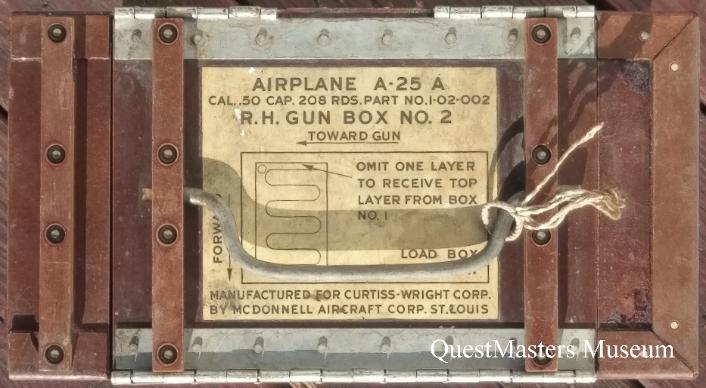 AIRPLANE A-25 A
CAL. .50 CAP. 208 RDS. PART NO. 1-02-002
R.H. GUN BOX NO. 2
TOWARD GUN
OMIT ONE LAYER
TO RECEIVE TOP
LAYER FROM BOX
NO. 1
FORWA
LOAD BOX
MANUFACTURED FOR CURTISS-WRIGHT CORP.
BY MCDONNELL AIRCRAFT CORP. ST. LOUIS
QuestMasters Museum